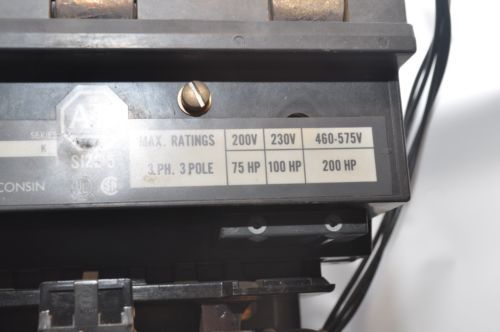 SERIES
K
SIZE 5
MAX. RATINGS 200V 230V 460-575V
3.PH. 3 POLE 75 HP 100 HP 200 HP
CONSIN